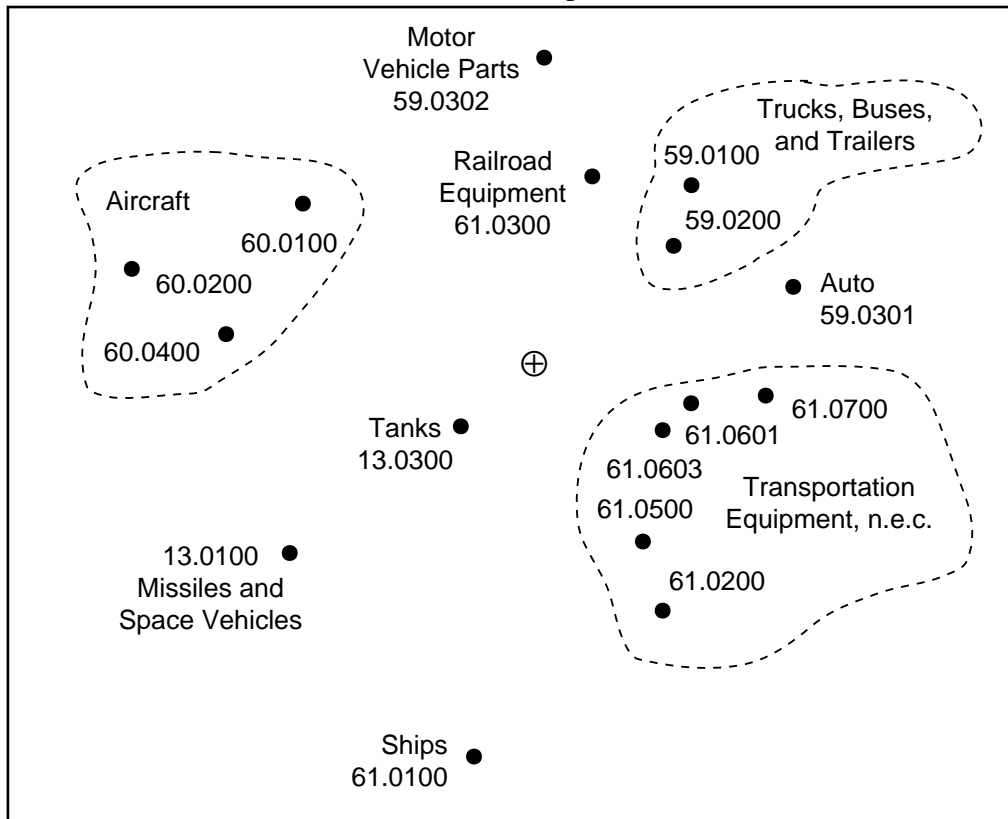 Motor
Vehicle Parts
59.0302
Trucks, Buses,
and Trailers
59.0100
59.0200
Railroad
Equipment
61.0300
Aircraft
60.0100
60.0200
60.0400
Auto
59.0301
Tanks
13.0300
61.0700
61.0601
61.0603
61.0500
Transportation
Equipment, n.e.c.
61.0200
13.0100
Missiles and
Space Vehicles
Ships
61.0100